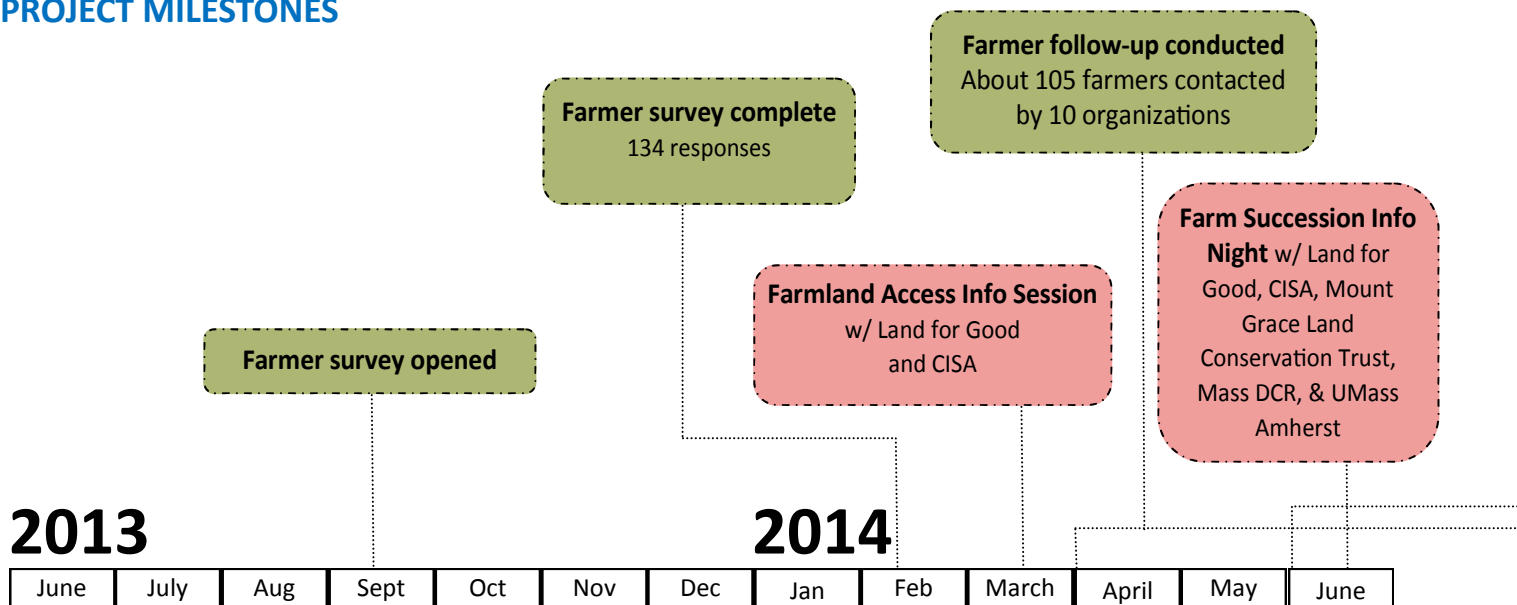 PROJECT MILESTONES
Farmer follow-up conducted
About 105 farmers contacted
by 10 organizations
Farmer survey complete
134 responses
Farm Succession Info
Night w/ Land for
Good, CISA, Mount
Grace Land
Conservation Trust,
Mass DCR, & UMass
Amherst
Farmland Access Info Session
w/ Land for Good
and CISA
Farmer survey opened
2013
2014
June July Aug Sept Oct Nov Dec Jan Feb March April May June